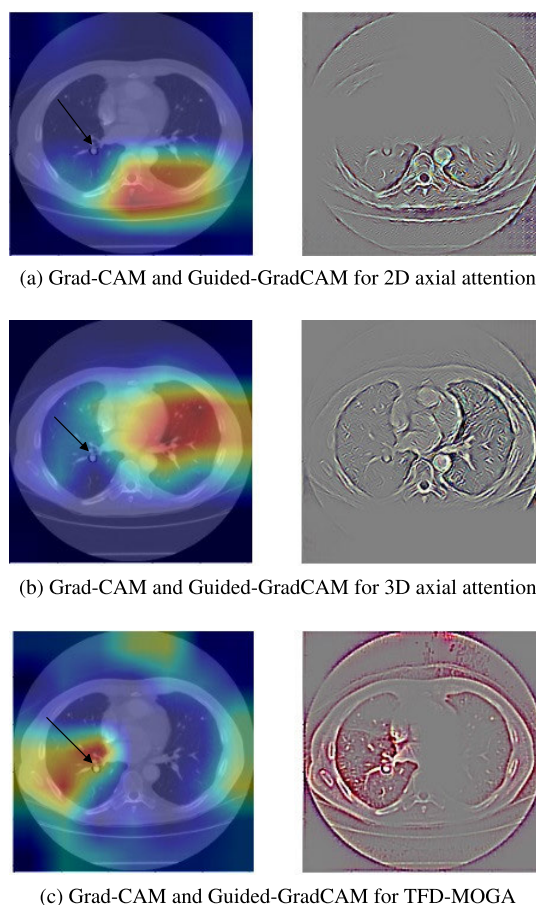 (a) Grad-CAM and Guided-GradCAM for 2D axial attention
(b) Grad-CAM and Guided-GradCAM for 3D axial attention
(c) Grad-CAM and Guided-GradCAM for TFD-MOGA